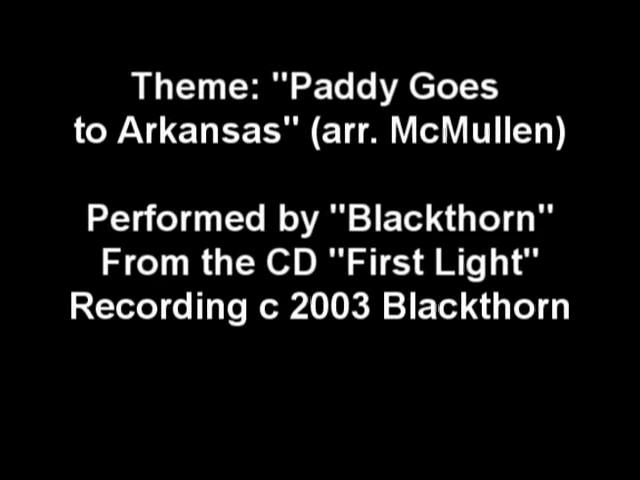 Theme: "Paddy Goes
to Arkansas" (arr. McMullen)
Performed by "Blackthorn"
From the CD "First Light"
Recording c 2003 Blackthorn